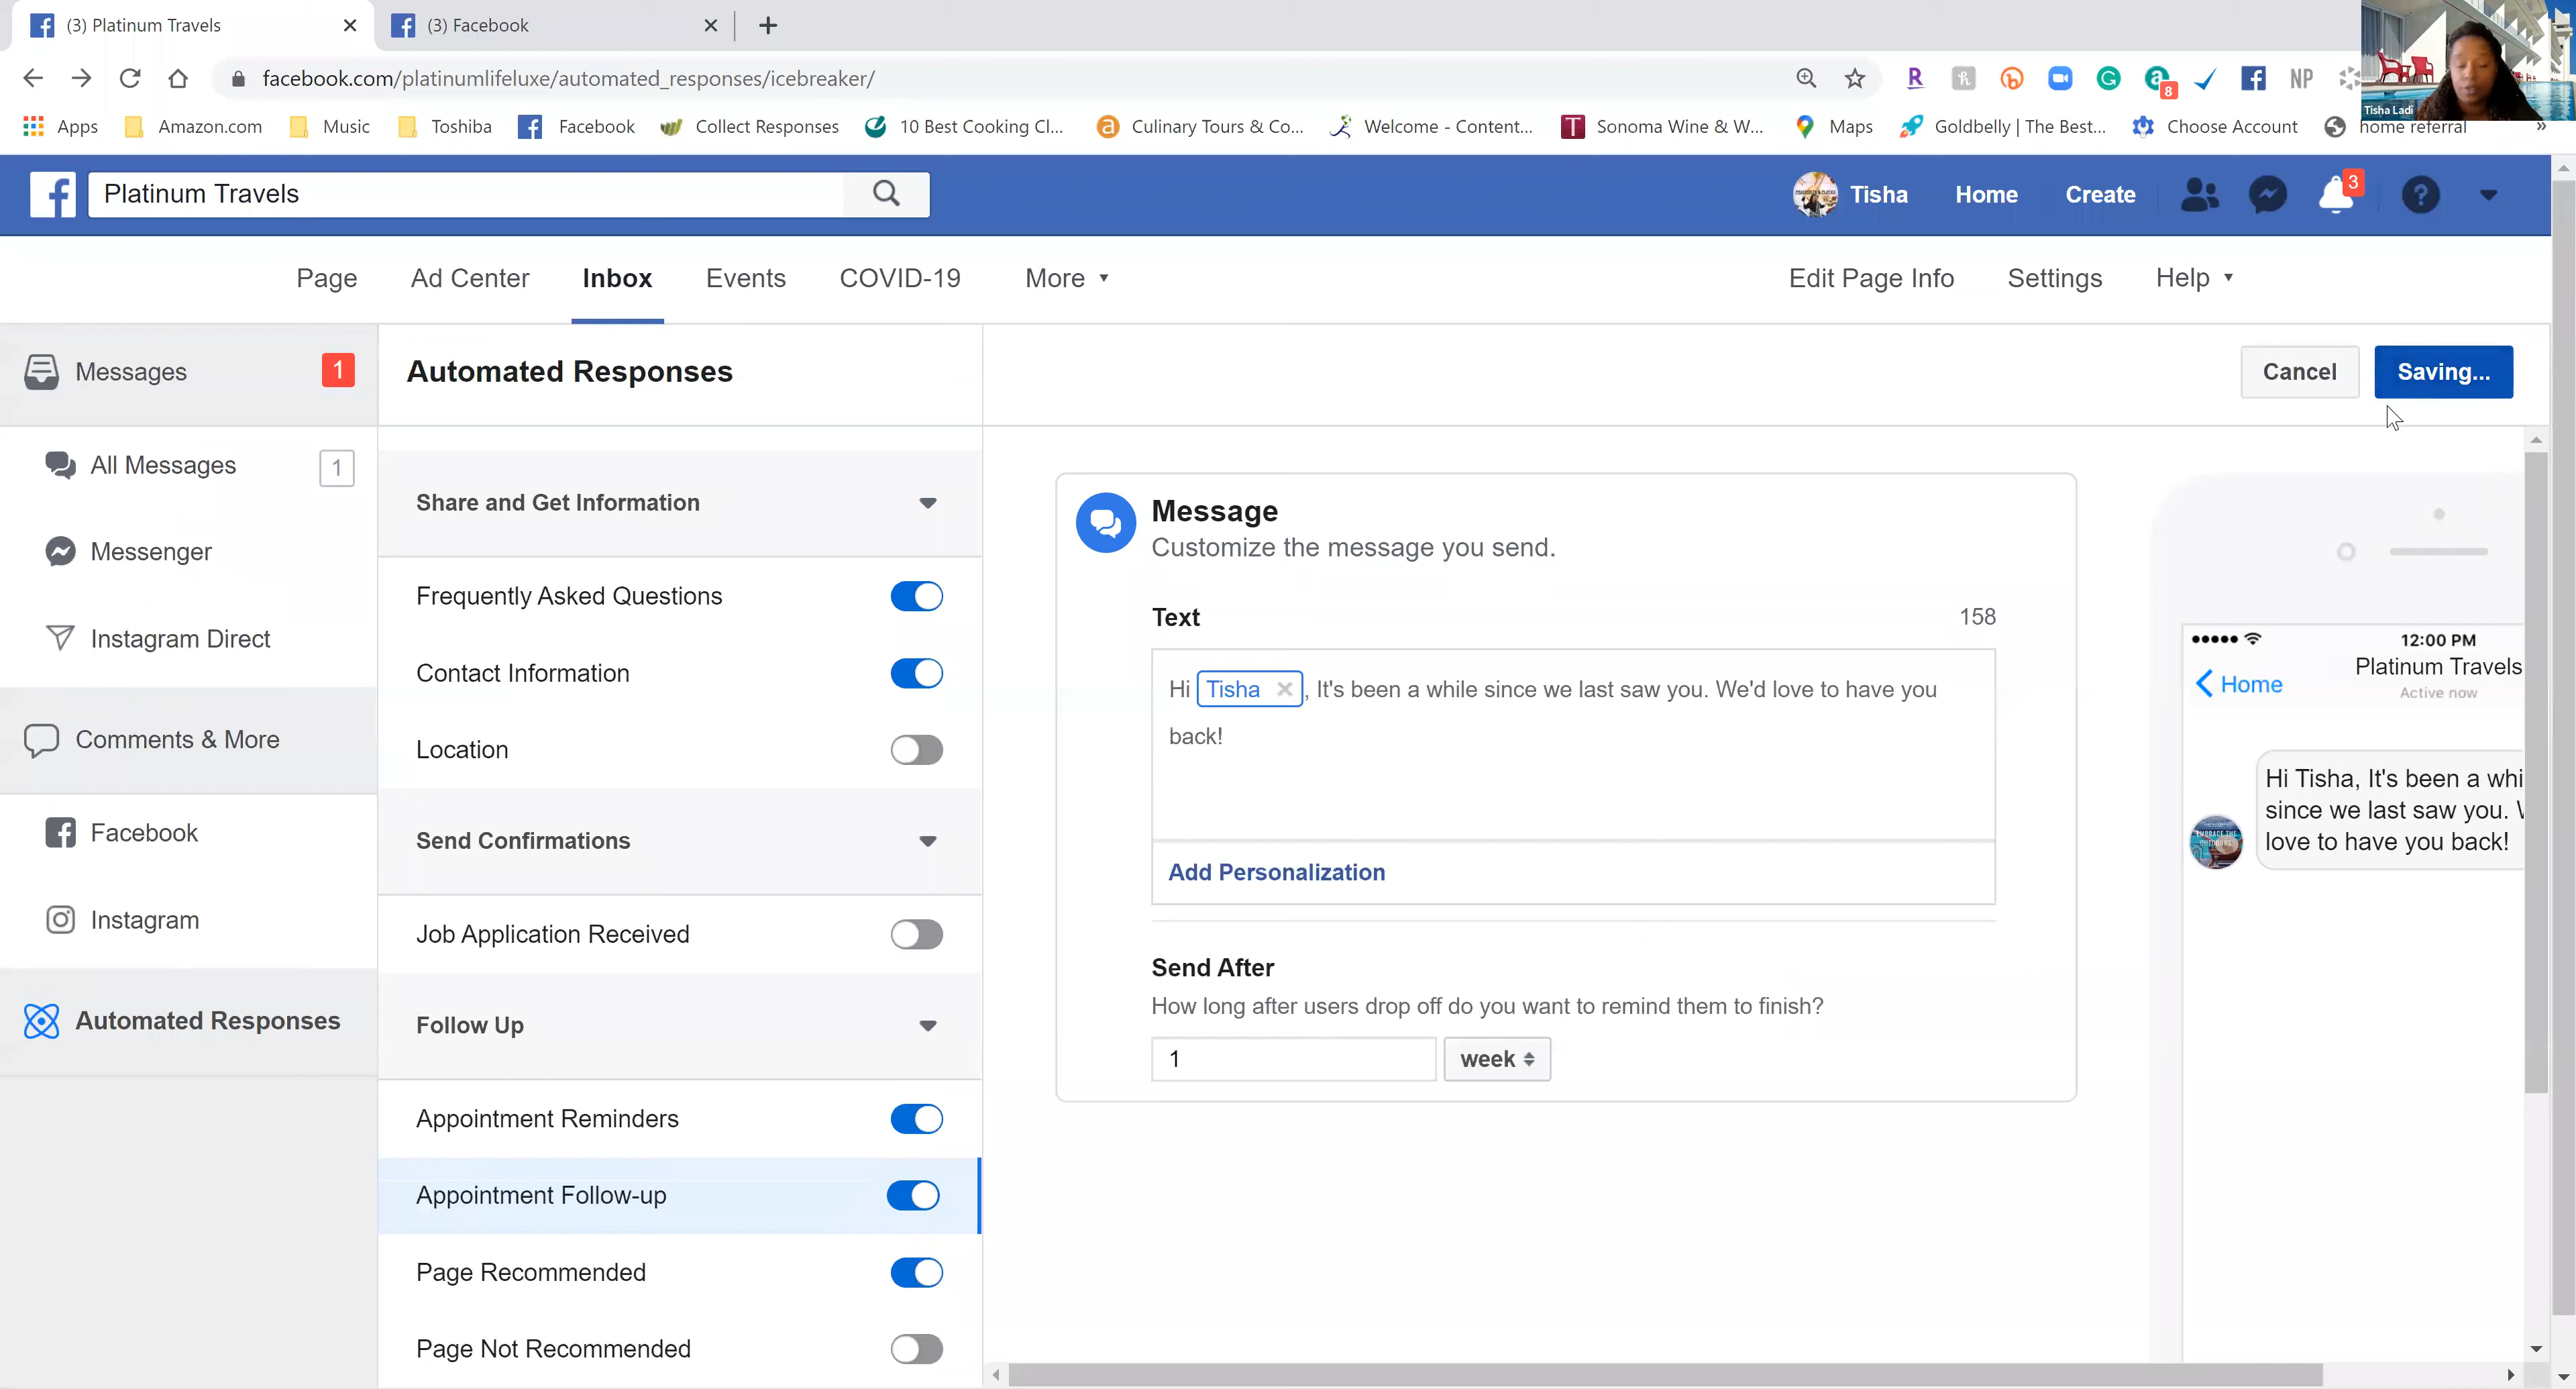 (3) Platinum Travels
(3) Facebook
facebook.com/platinumlifeluxe/automated_responses/icebreaker/
R
h
b
G
a
8
NP
Tisha Ladi
Apps
Amazon.com
Music
Toshiba
Facebook
Collect Responses
10 Best Cooking Cl...
Culinary Tours & Co...
Welcome - Content...
T
Sonoma Wine & W...
Maps
Goldbelly | The Best...
Choose Account
home referral
»
Platinum Travels
Tisha
Home
Create
3
?
Page
Ad Center
Inbox
Events
COVID-19
More
Edit Page Info
Settings
Help
Messages
1
Automated Responses
Cancel
Saving...
All Messages
1
Messenger
Instagram Direct
Comments & More
Facebook
Instagram
Automated Responses
Share and Get Information
Frequently Asked Questions
Contact Information
Location
Send Confirmations
Job Application Received
Follow Up
Appointment Reminders
Appointment Follow-up
Page Recommended
Page Not Recommended
Message
Customize the message you send.
Text
158
Hi Tisha ×, It's been a while since we last saw you. We'd love to have you
back!
Add Personalization
Send After
How long after users drop off do you want to remind them to finish?
1
week
12:00 PM
Home
Platinum Travels
Active now
EMBRACE THE
OUTDOORS
Hi Tisha, It's been a whi
since we last saw you. W
love to have you back!